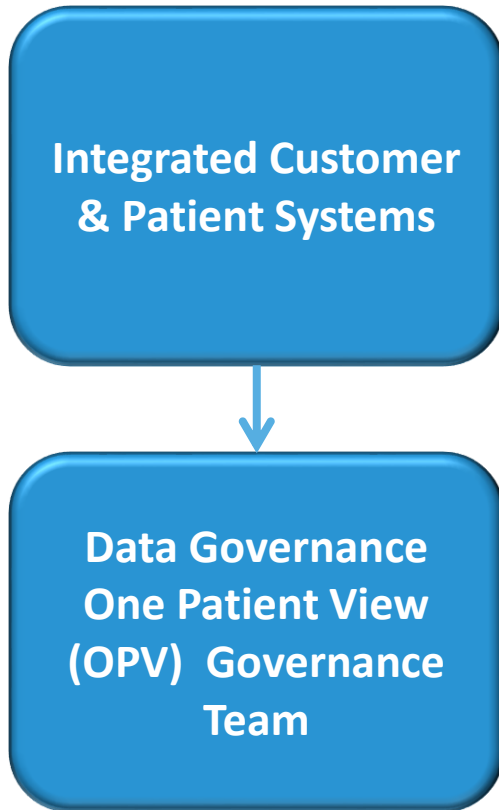 Integrated Customer
& Patient Systems
Data Governance
One Patient View
(OPV) Governance
Team